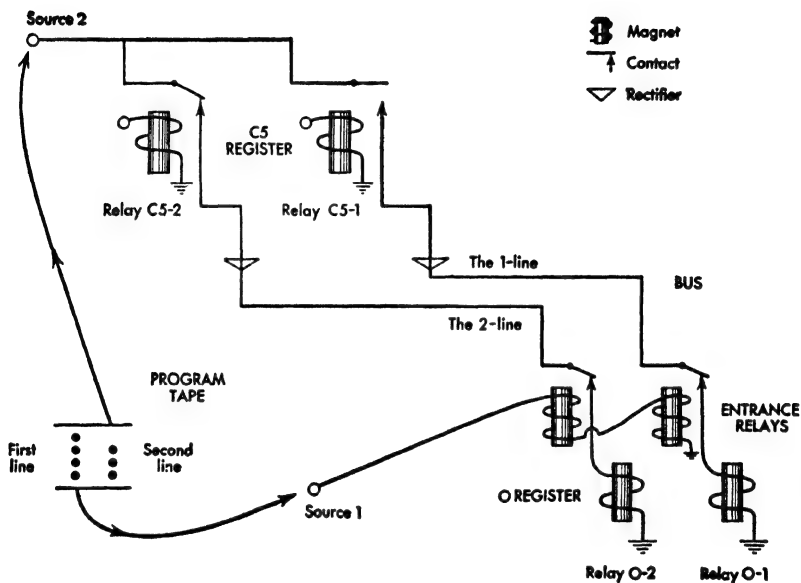 Source 2
Magnet
Contact
Rectifier
C5
REGISTER
Relay C5-2
Relay C5-1
The 1-line
BUS
The 2-line
PROGRAM
TAPE
First
line
Second
line
ENTRANCE
RELAYS
Source 1
O REGISTER
Relay O-2
Relay O-1